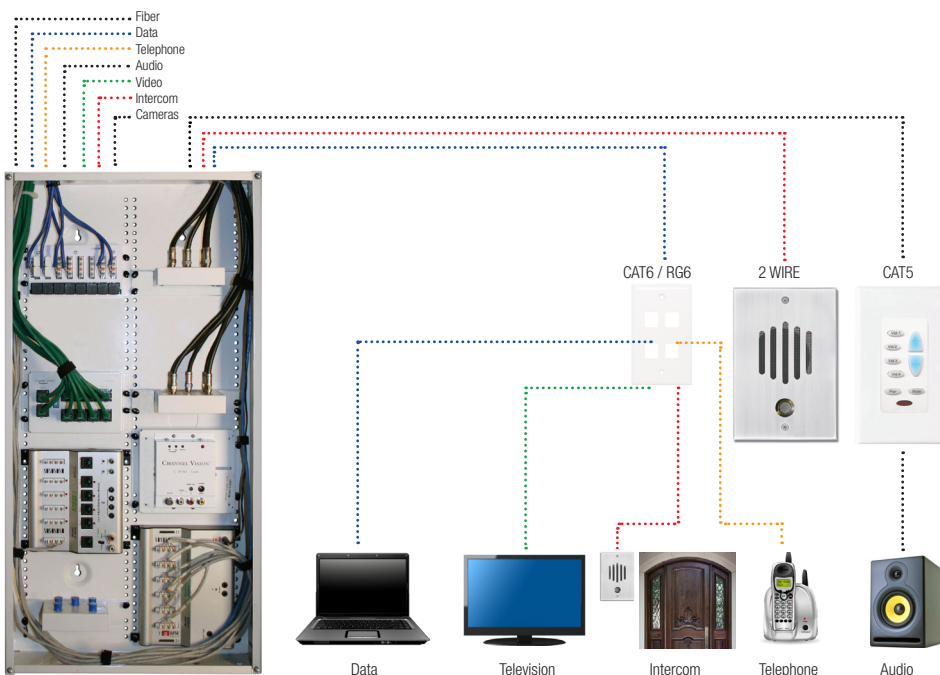 Fiber
Data
Telephone
Audio
Video
Intercom
Cameras
CAT6 / RG6
2 WIRE
CAT5
CHANNEL VISION
Data
Television
Intercom
Telephone
Audio